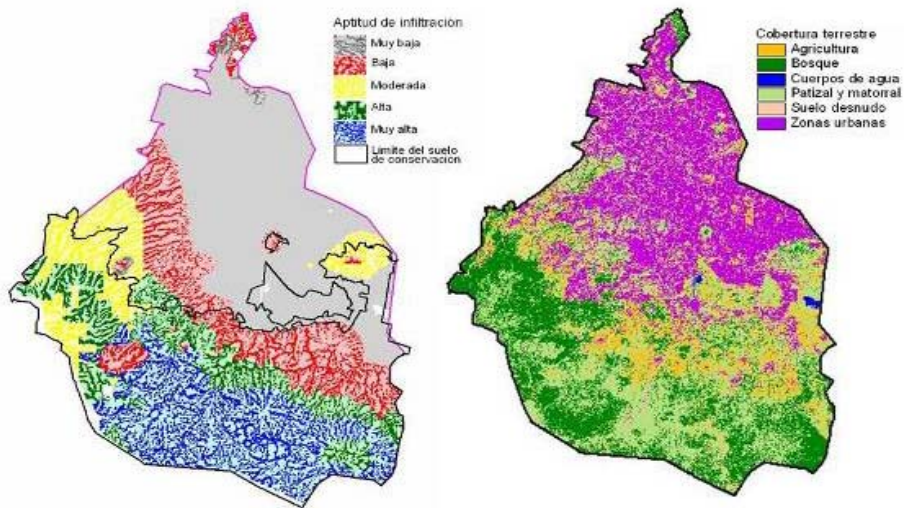 Aptitud de infiltración
Muy baja
Baja
Moderada
Alta
Muy alta
Límite del suelo
de conservación
Cobertura terrestre
Agricultura
Bosque
Cuerpos de agua
Patizal y matorral
Suelo desnudo
Zonas urbanas